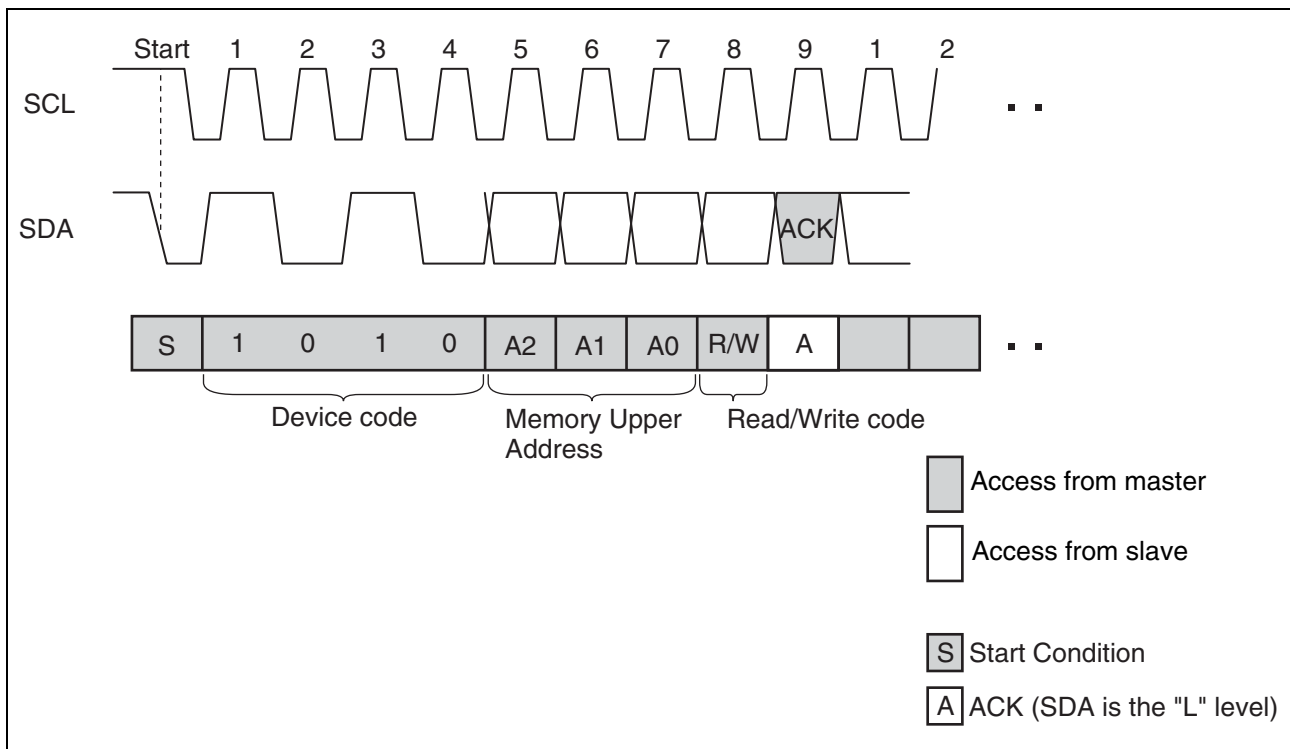 Start 1 2 3 4 5 6 7 8 9 1 2
SCL
SDA
ACK
S 1 0 1 0 A2 A1 A0 R/W A
Device code
Memory Upper
Address
Read/Write code
Access from master
Access from slave
S Start Condition
A ACK (SDA is the "L" level)